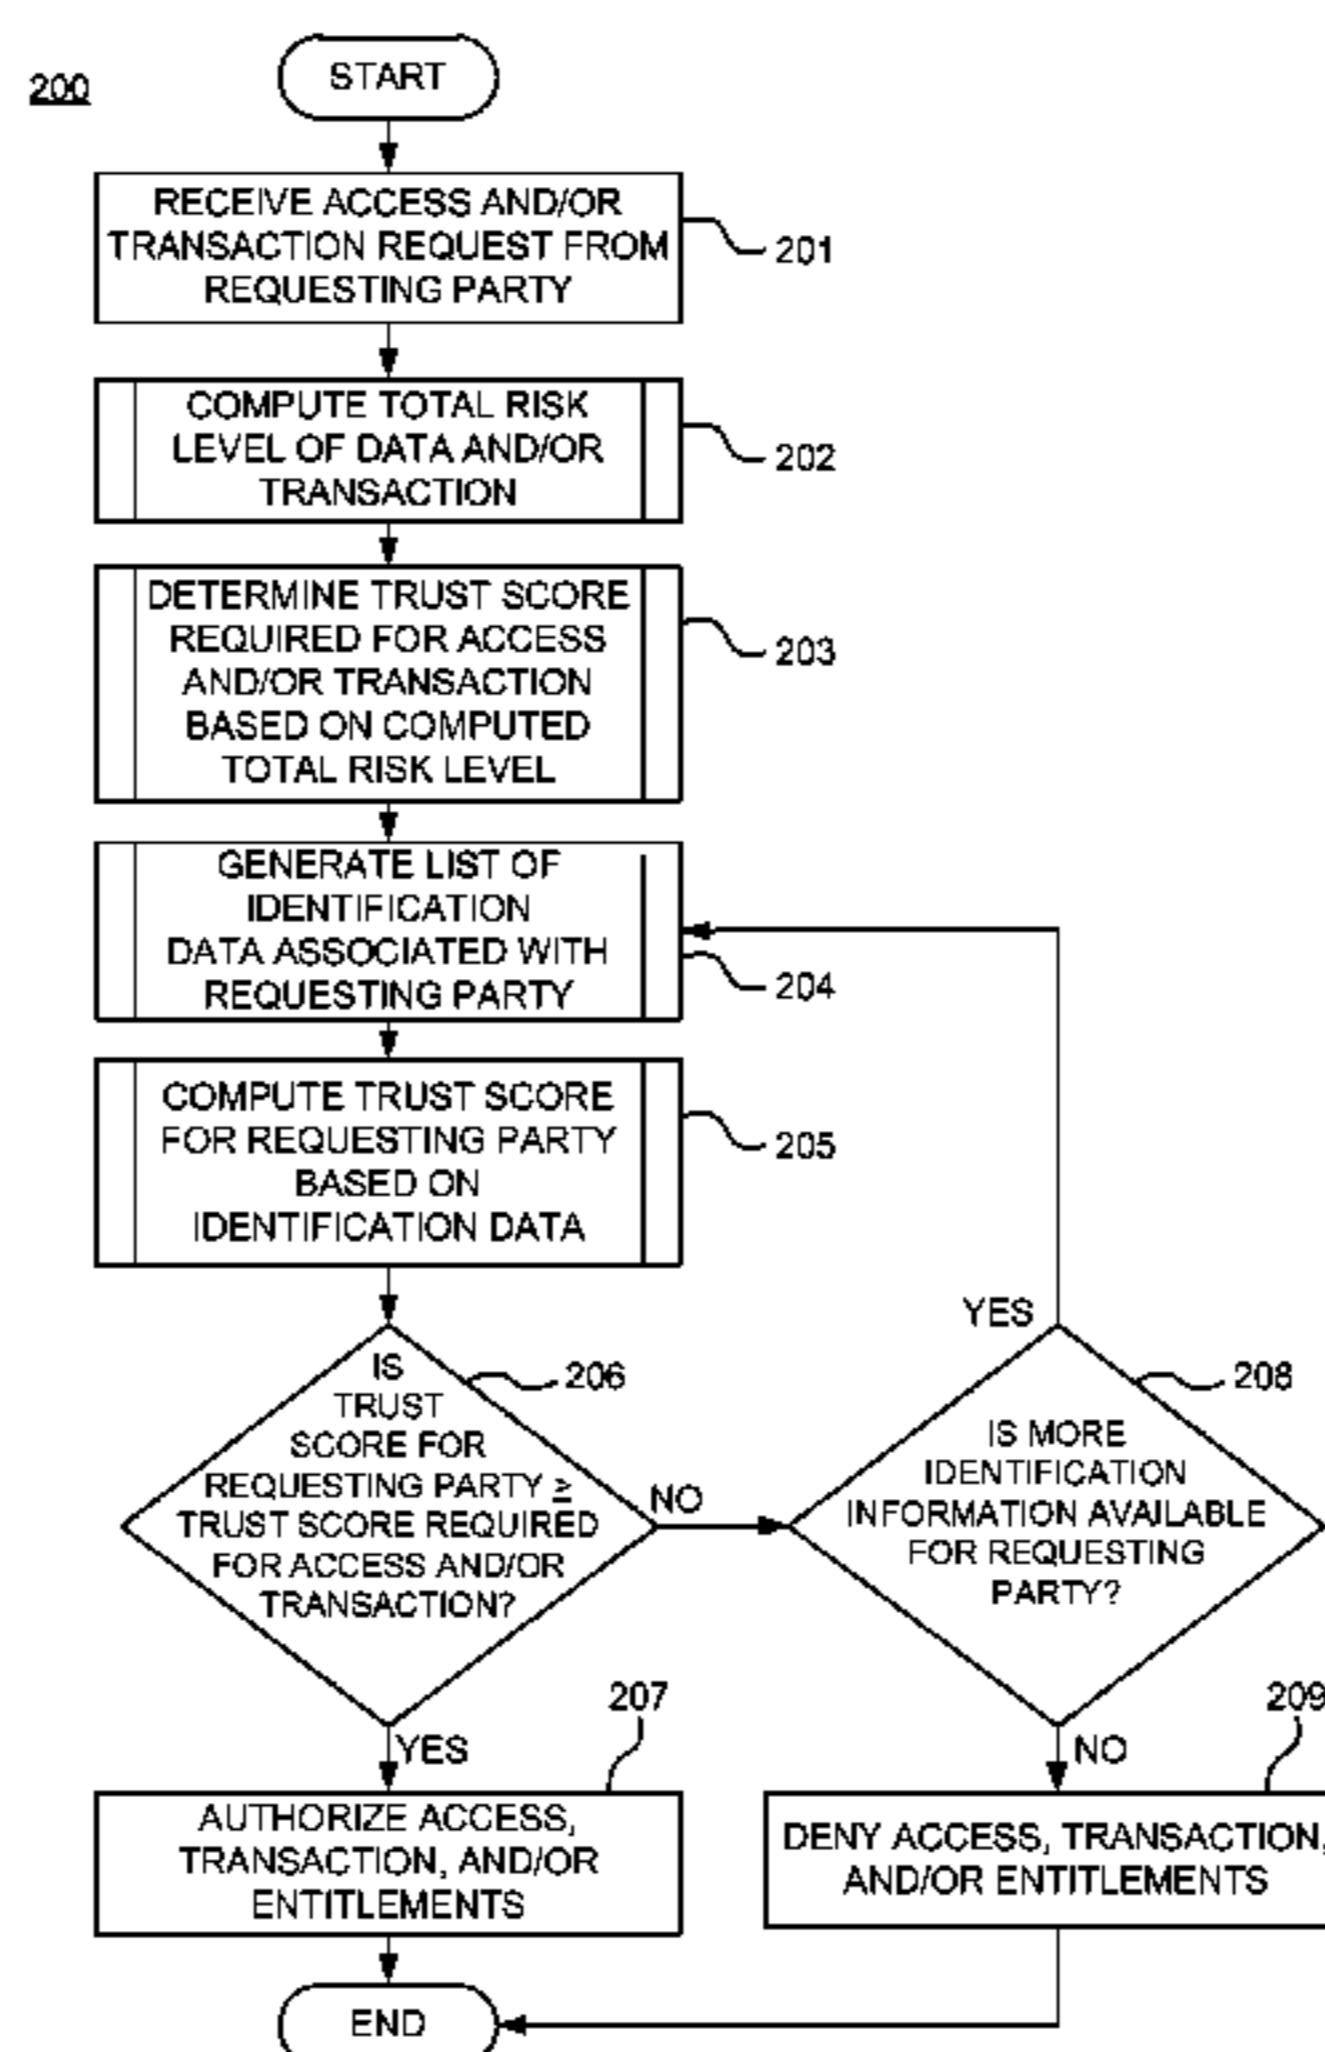 200
START
RECEIVE ACCESS AND/OR
TRANSACTION REQUEST FROM
REQUESTING PARTY
201
COMPUTE TOTAL RISK
LEVEL OF DATA AND/OR
TRANSACTION
202
DETERMINE TRUST SCORE
REQUIRED FOR ACCESS
AND/OR TRANSACTION
BASED ON COMPUTED
TOTAL RISK LEVEL
203
GENERATE LIST OF
IDENTIFICATION
DATA ASSOCIATED WITH
REQUESTING PARTY
204
COMPUTE TRUST SCORE
FOR REQUESTING PARTY
BASED ON
IDENTIFICATION DATA
205
IS
TRUST
SCORE FOR
REQUESTING PARTY ≥
TRUST SCORE REQUIRED
FOR ACCESS AND/OR
TRANSACTION?
206
NO
YES
IS MORE
IDENTIFICATION
INFORMATION AVAILABLE
FOR REQUESTING
PARTY?
208
YES
NO
AUTHORIZE ACCESS,
TRANSACTION, AND/OR
ENTITLEMENTS
207
DENY ACCESS, TRANSACTION,
AND/OR ENTITLEMENTS
209
END